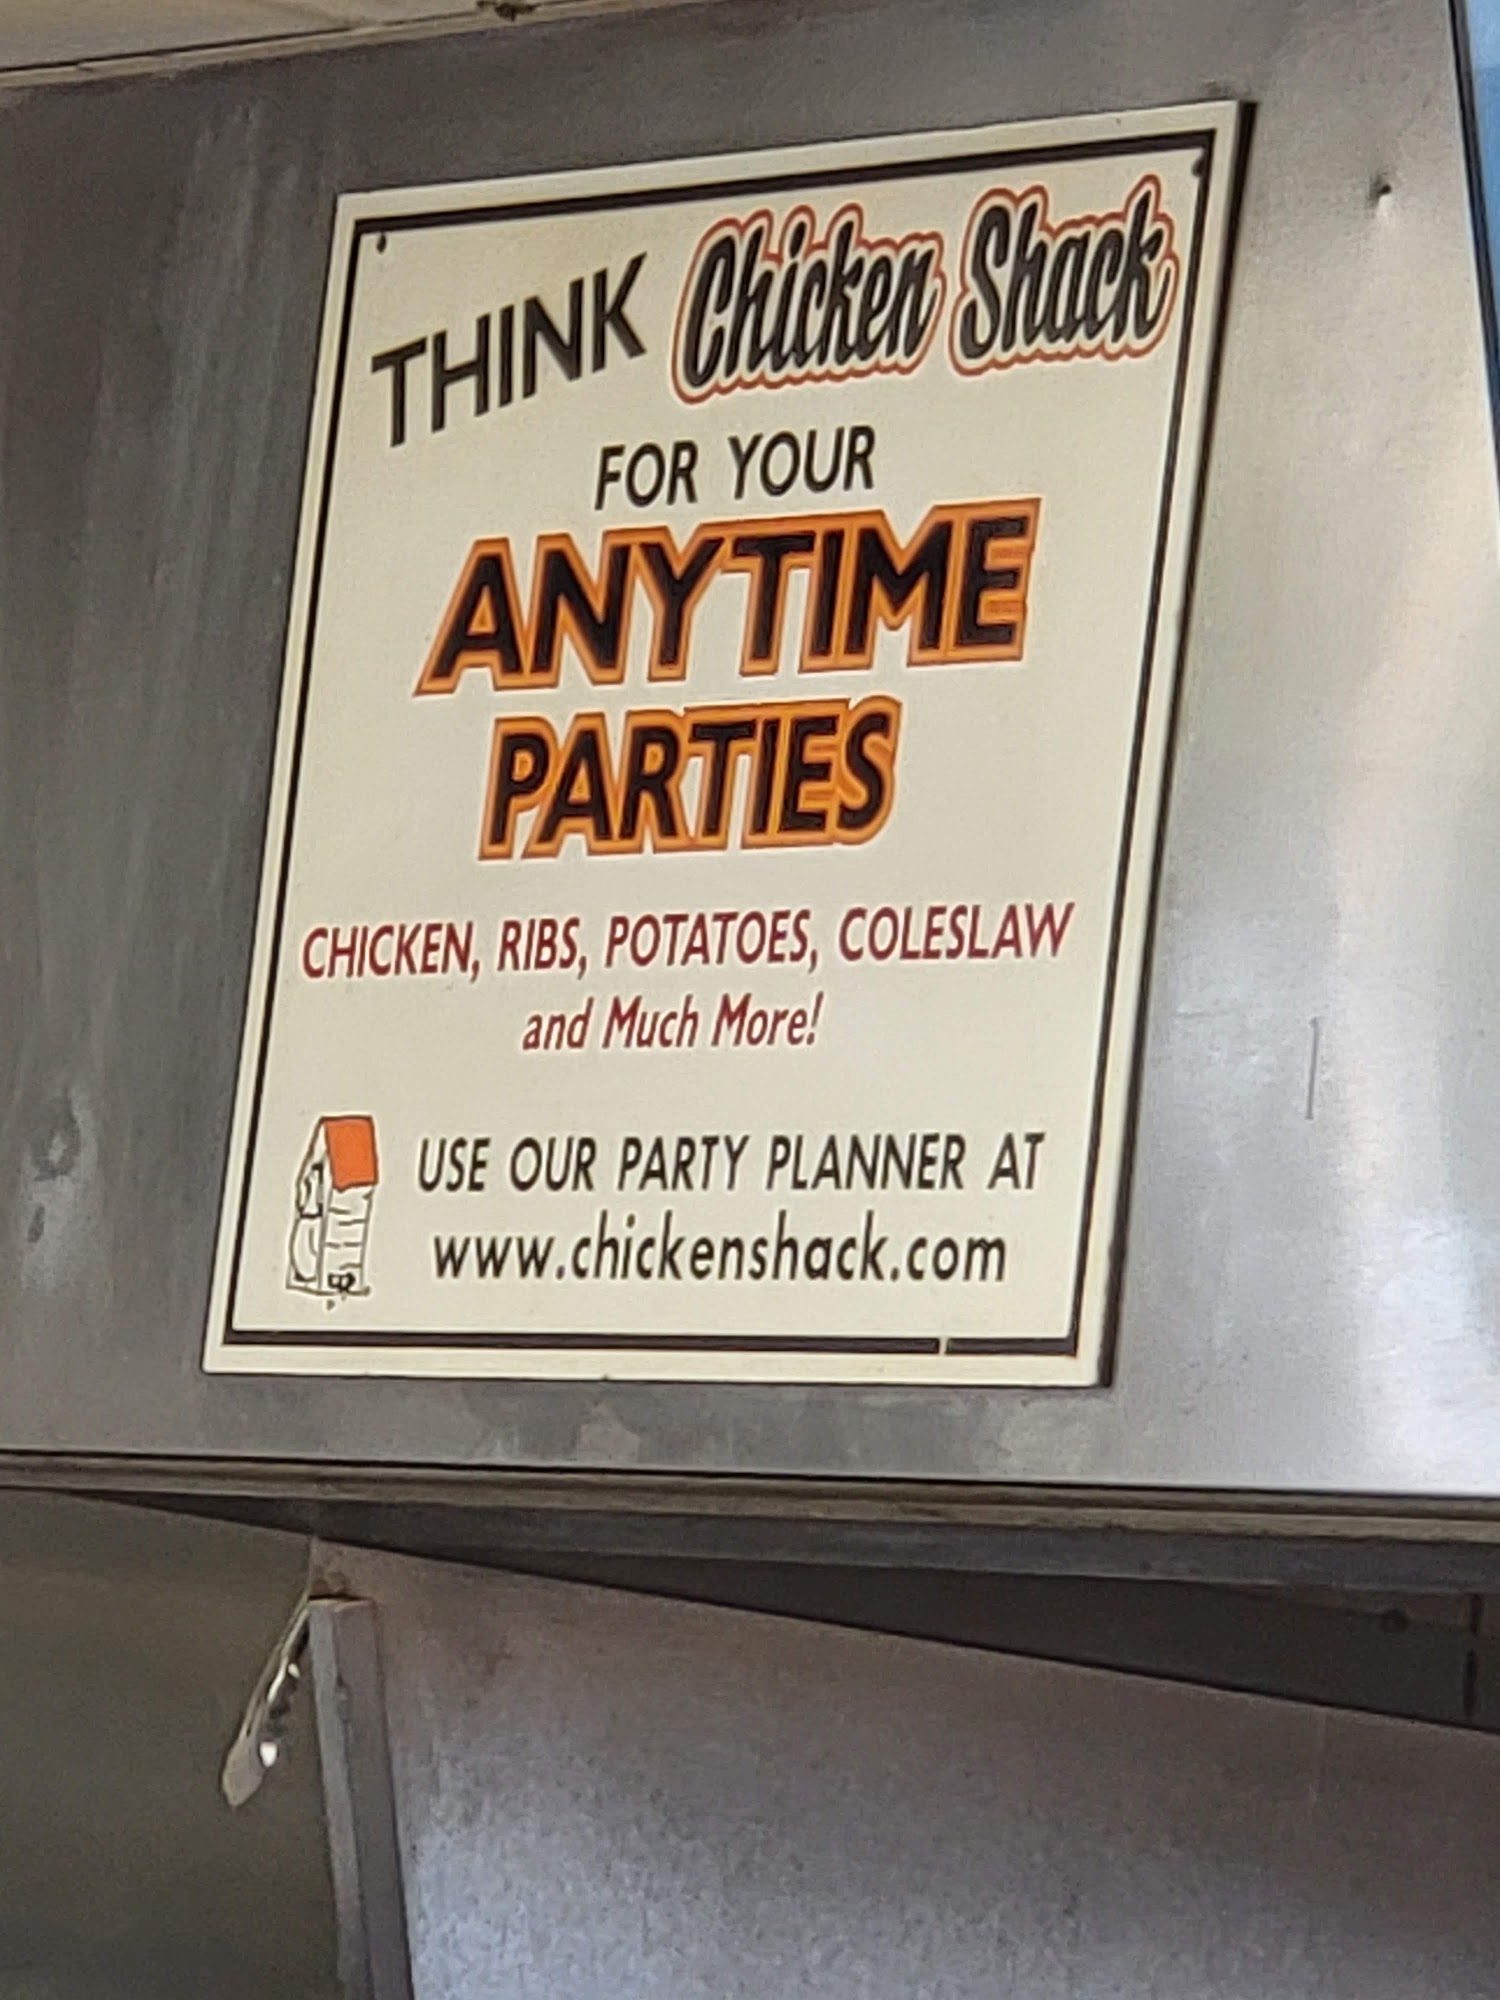 THINK Chicken Shack
FOR YOUR
ANYTIME
PARTIES
CHICKEN, RIBS, POTATOES, COLESLAW
and Much More!
USE OUR PARTY PLANNER AT
www.chickenshack.com